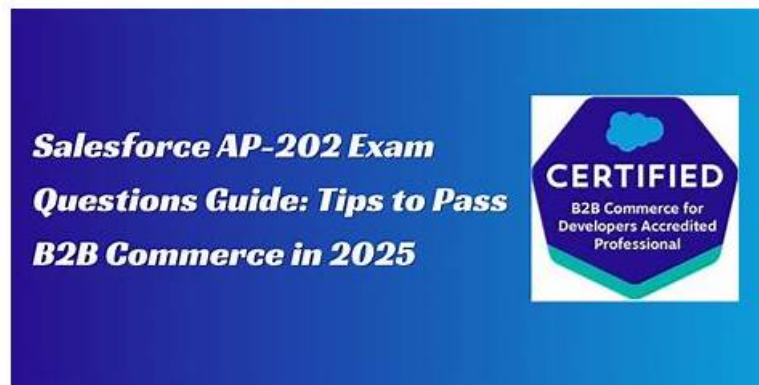 Salesforce AP-202 Exam
Questions Guide: Tips to Pass
B2B Commerce in 2025
CERTIFIED
B2B Commerce for
Developers Accredited
Professional